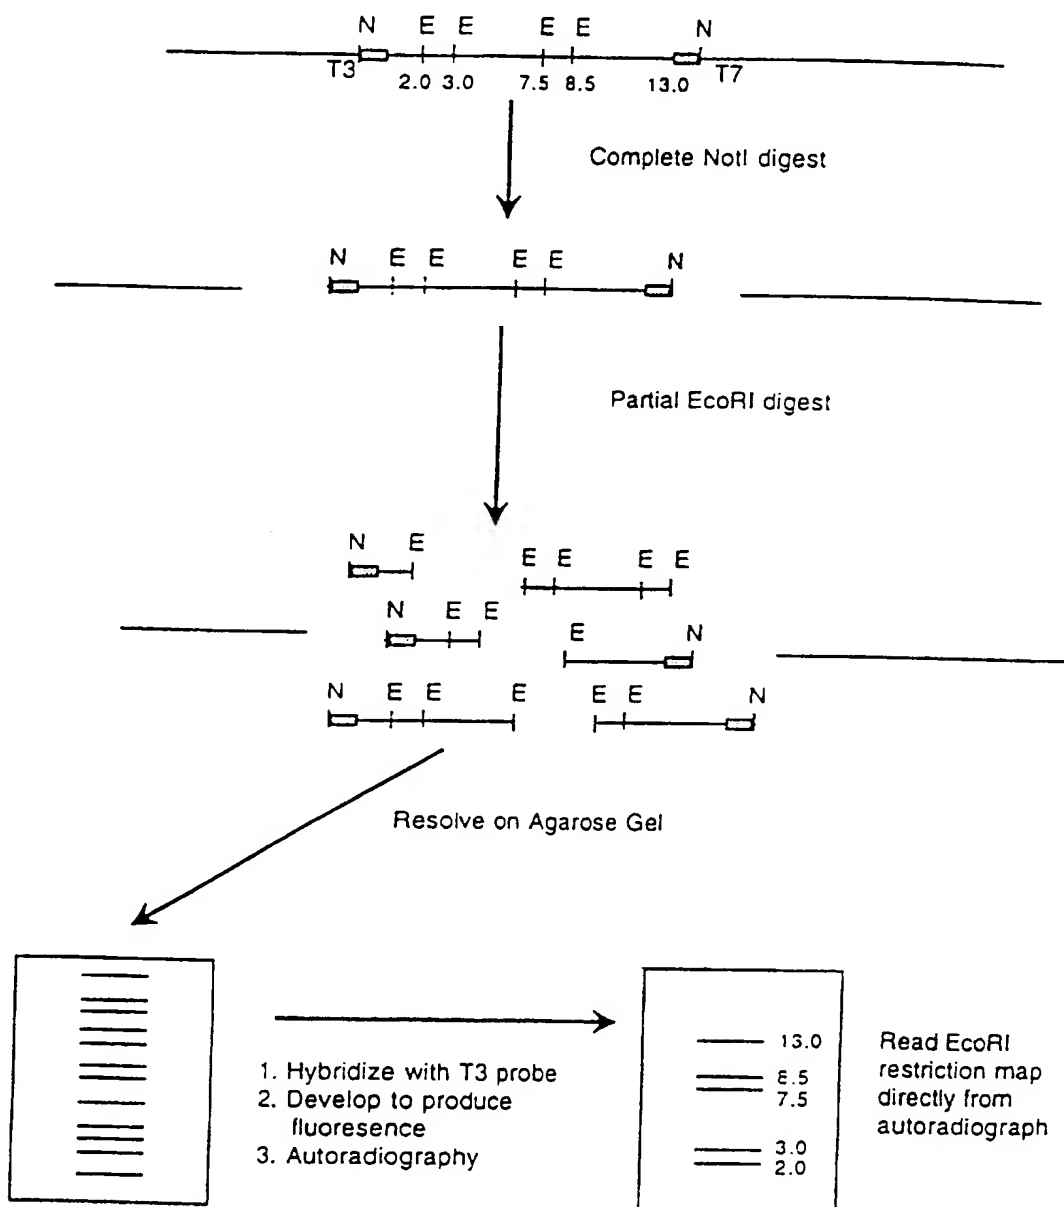 N E E E E N
T3 T7
2.0 3.0 7.5 8.5 13.0
Complete NotI digest
N E E E E N
Partial EcoRI digest
N E E E E E
N E E E N
N E E E E E N
Resolve on Agarose Gel
1. Hybridize with T3 probe
2. Develop to produce
fluoresence
3. Autoradiography
13.0
8.5
7.5
3.0
2.0
Read EcoRI
restriction map
directly from
autoradiograph